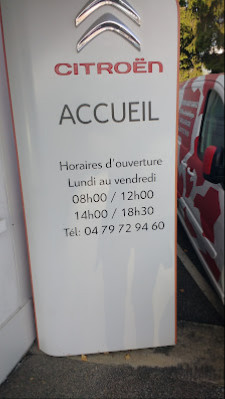 CITROËN
ACCUEIL
Horaires d'ouverture
Lundi au vendredi
08h00 / 12h00
14h00 / 18h30
Tél: 04 79 72 94 60